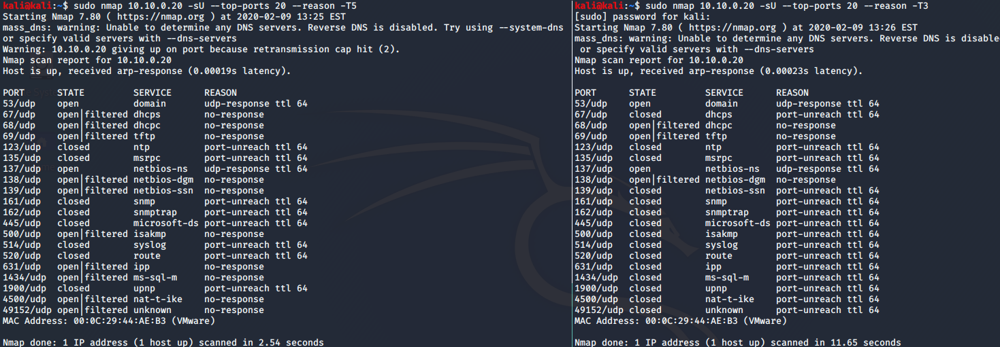 kali@kali:~$ sudo nmap 10.10.0.20 -sU --top-ports 20 --reason -T5
Starting Nmap 7.80 ( https://nmap.org ) at 2020-02-09 13:25 EST
mass_dns: warning: Unable to determine any DNS servers. Reverse DNS is disabled. Try using --system-dns
or specify valid servers with --dns-servers
Warning: 10.10.0.20 giving up on port because retransmission cap hit (2).
Nmap scan report for 10.10.0.20
Host is up, received arp-response (0.00019s latency).
PORT STATE SERVICE REASON
53/udp open domain udp-response ttl 64
67/udp open|filtered dhcps no-response
68/udp open|filtered dhcpc no-response
69/udp open|filtered tftp no-response
123/udp closed ntp port-unreach ttl 64
135/udp closed msrpc port-unreach ttl 64
137/udp open netbios-ns udp-response ttl 64
138/udp open|filtered netbios-dgm no-response
139/udp open|filtered netbios-ssn no-response
161/udp closed snmp port-unreach ttl 64
162/udp closed snmptrap port-unreach ttl 64
445/udp closed microsoft-ds port-unreach ttl 64
500/udp open|filtered isakmp no-response
514/udp closed syslog port-unreach ttl 64
520/udp closed route port-unreach ttl 64
631/udp open|filtered ipp no-response
1434/udp open|filtered ms-sql-m no-response
1900/udp closed upnp port-unreach ttl 64
4500/udp open|filtered nat-t-ike no-response
49152/udp open|filtered unknown no-response
MAC Address: 00:0C:29:44:AE:B3 (VMware)
Nmap done: 1 IP address (1 host up) scanned in 2.54 seconds
kali@kali:~$ sudo nmap 10.10.0.20 -sU --top-ports 20 --reason -T3
[sudo] password for kali:
Starting Nmap 7.80 ( https://nmap.org ) at 2020-02-09 13:26 EST
mass_dns: warning: Unable to determine any DNS servers. Reverse DNS is disable
or specify valid servers with --dns-servers
Nmap scan report for 10.10.0.20
Host is up, received arp-response (0.00023s latency).
PORT STATE SERVICE REASON
53/udp open domain udp-response ttl 64
67/udp closed dhcps port-unreach ttl 64
68/udp open|filtered dhcpc no-response
69/udp open|filtered tftp no-response
123/udp closed ntp port-unreach ttl 64
135/udp closed msrpc port-unreach ttl 64
137/udp open netbios-ns udp-response ttl 64
138/udp open|filtered netbios-dgm no-response
139/udp closed netbios-ssn port-unreach ttl 64
161/udp closed snmp port-unreach ttl 64
162/udp closed snmptrap port-unreach ttl 64
445/udp closed microsoft-ds port-unreach ttl 64
500/udp closed isakmp port-unreach ttl 64
514/udp closed syslog port-unreach ttl 64
520/udp closed route port-unreach ttl 64
631/udp closed ipp port-unreach ttl 64
1434/udp closed ms-sql-m port-unreach ttl 64
1900/udp closed upnp port-unreach ttl 64
4500/udp closed nat-t-ike port-unreach ttl 64
49152/udp closed unknown port-unreach ttl 64
MAC Address: 00:0C:29:44:AE:B3 (VMware)
Nmap done: 1 IP address (1 host up) scanned in 11.65 seconds